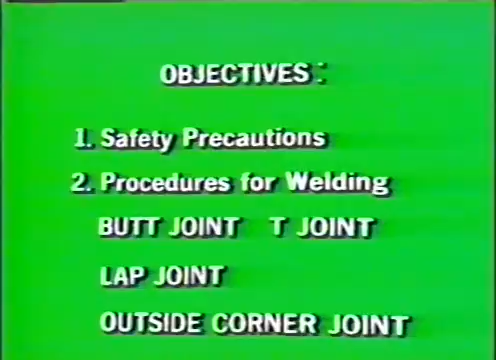 OBJECTIVES :
1. Safety Precautions
2. Procedures for Welding
BUTT JOINT T JOINT
LAP JOINT
OUTSIDE CORNER JOINT